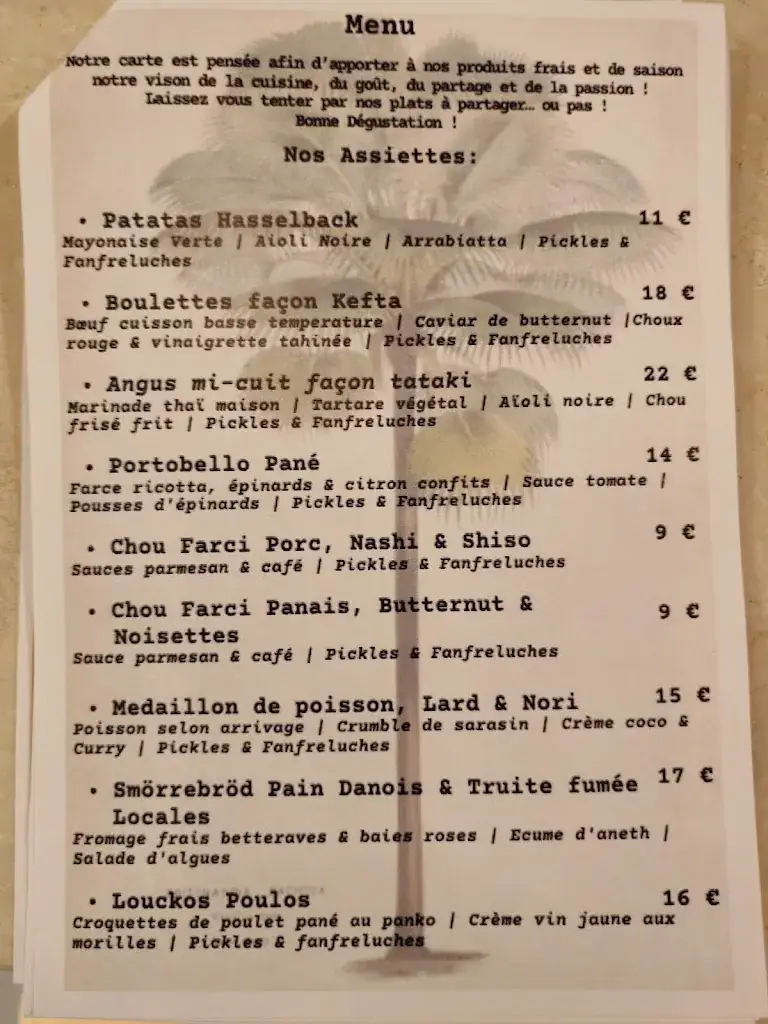 Menu
Notre carte est pensée afin d'apporter à nos produits frais et de saison
notre vison de la cuisine, du goût, du partage et de la passion !
Laissez vous tenter par nos plats à partager… ou pas !
Bonne Dégustation !
Nos Assiettes:
• Patatas Hasselback 11 €
Mayonaise Verte | Aioli Noire | Arrabiatta | Pickles &
Fanfreluches
• Boulettes façon Kefta 18 €
Bœuf cuisson basse temperature | Caviar de butternut |Choux
rouge & vinaigrette tahinée | Pickles & Fanfreluches
• Angus mi-cuit façon tataki 22 €
Marinade thaï maison | Tartare végétal | Aïoli noire | Chou
frisé frit | Pickles & Fanfreluches
• Portobello Pané 14 €
Farce ricotta, épinards & citron confits | Sauce tomate |
Pousses d'épinards | Pickles & Fanfreluches
• Chou Farci Porc, Nashi & Shiso 9 €
Sauces parmesan & café | Pickles & Fanfreluches
• Chou Farci Panais, Butternut & 9 €
Noisettes
Sauce parmesan & café | Pickles & Fanfreluches
• Medaillon de poisson, Lard & Nori 15 €
Poisson selon arrivage | Crumble de sarasin | Crème coco &
Curry | Pickles & Fanfreluches
• Smörrebröd Pain Danois & Truite fumée 17 €
Locales
Fromage frais betteraves & baies roses | Ecume d'aneth |
Salade d'algues
• Louckos Poulos 16 €
Croquettes de poulet pané au panko | Crème vin jaune aux
morilles | Pickles & fanfreluches